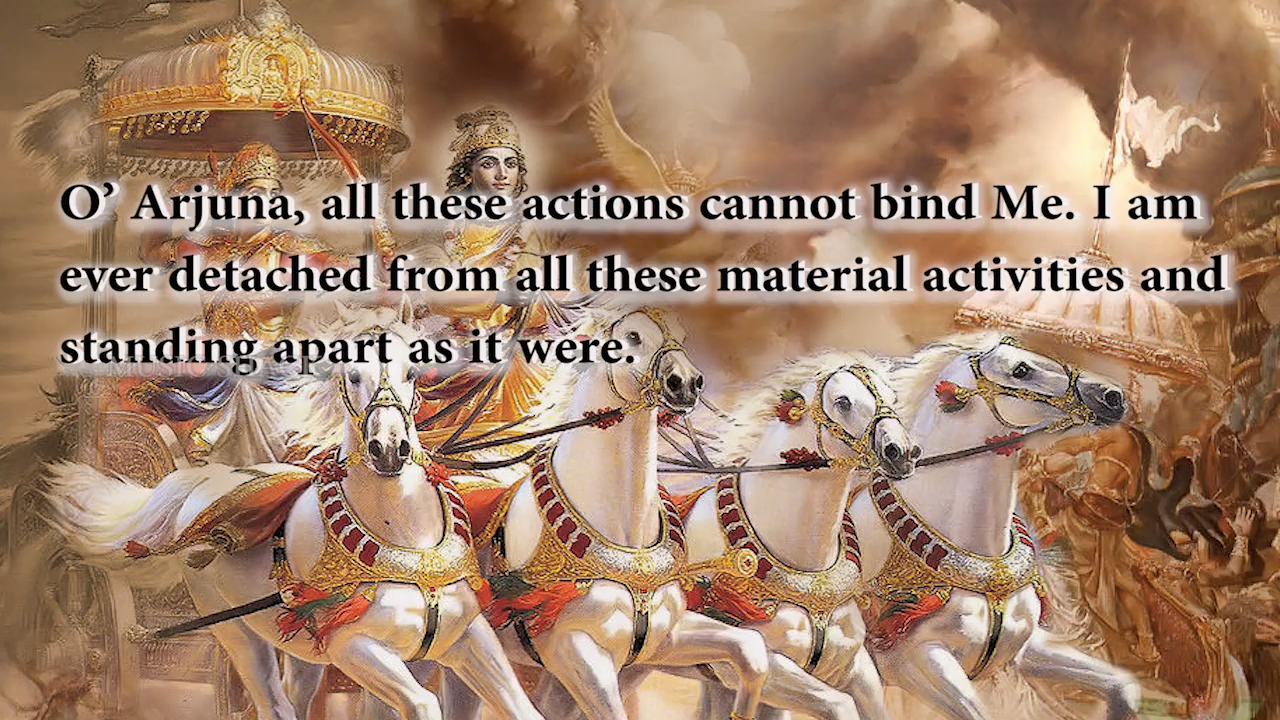 O’ Arjuna, all these actions cannot bind Me. I am
ever detached from all these material activities and
standing apart as it were.
MUSIC